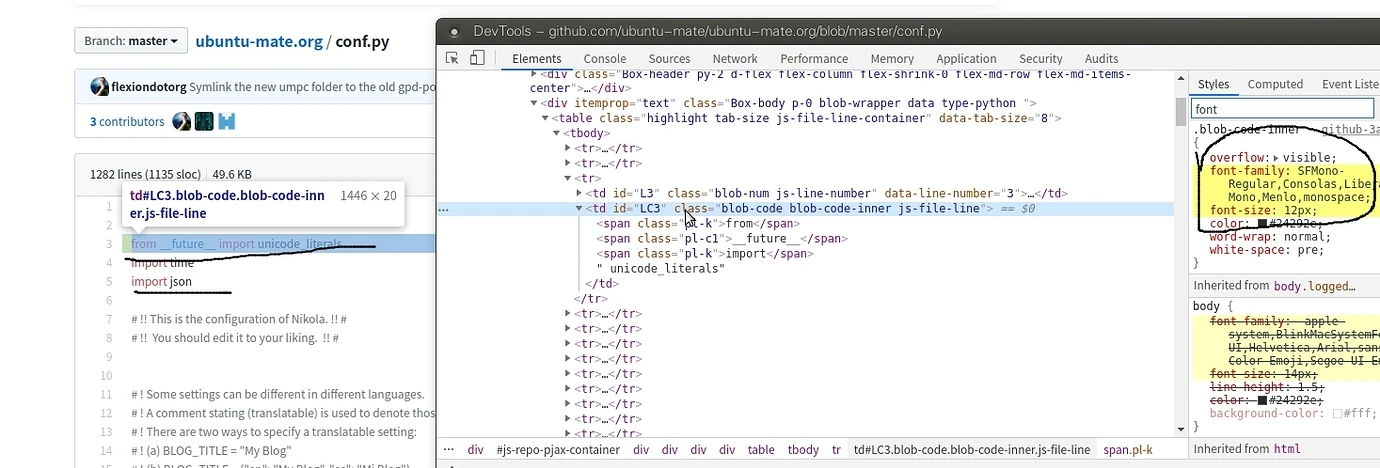 Branch: master
ubuntu-mate.org / conf.py
flexiondotorg Symlink the new umpc folder to the old gpd-po
3 contributors
1282 lines (1135 sloc) 49.6 KB
td#LC3.blob-code.blob-code-inn 1446 × 20
er.js-file-line
1
2
3 from __future__ import unicode_literals
4 import time
5 import json
6
7 # !! This is the configuration of Nikola. !! #
8 # !! You should edit it to your liking. !! #
9
10
11 # ! Some settings can be different in different languages.
12 # ! A comment stating (translatable) is used to denote thos
13 # ! There are two ways to specify a translatable setting:
14 # ! (a) BLOG_TITLE = "My Blog"
DevTools – github.com/ubuntu-mate/ubuntu-mate.org/blob/master/conf.py
Elements Console Sources Network Performance Memory Application Security Audits
<div class="Box-header py-2 d-flex flex-column flex-shrink-0 flex-md-row flex-md-items-
center">…</div>
<div itemprop="text" class="Box-body p-0 blob-wrapper data type-python ">
<table class="highlight tab-size js-file-line-container" data-tab-size="8">
<tbody>
<tr>…</tr>
<tr>…</tr>
<tr>
<td id="L3" class="blob-num js-line-number" data-line-number="3">…</td>
<td id="LC3" class="blob-code blob-code-inner js-file-line"> == $0
<span class="pl-k">from</span>
<span class="pl-c1">__future__</span>
<span class="pl-k">import</span>
" unicode_literals"
</td>
</tr>
<tr>…</tr>
<tr>…</tr>
<tr>…</tr>
<tr>…</tr>
<tr>…</tr>
<tr>…</tr>
<tr>…</tr>
<tr>…</tr>
<tr>…</tr>
… div #js-repo-pjax-container div div div div table tbody tr td#LC3.blob-code.blob-code-inner.js-file-line span.pl-k
Styles Computed Event Liste
font
.blob-code-inner github-3a
{
overflow: visible;
font-family: SFMono-
Regular,Consolas,Libera
Mono,Menlo,monospace;
font-size: 12px;
color: #24292e;
word-wrap: normal;
white-space: pre;
}
Inherited from body.logged…
body {
font-family: -apple-
system,BlinkMacSystemF
UI,Helvetica,Arial,san
Color Emoji,Segoe UI E
font-size: 14px;
line-height: 1.5;
color: #24292e;
background-color: #fff;
}
Inherited from html